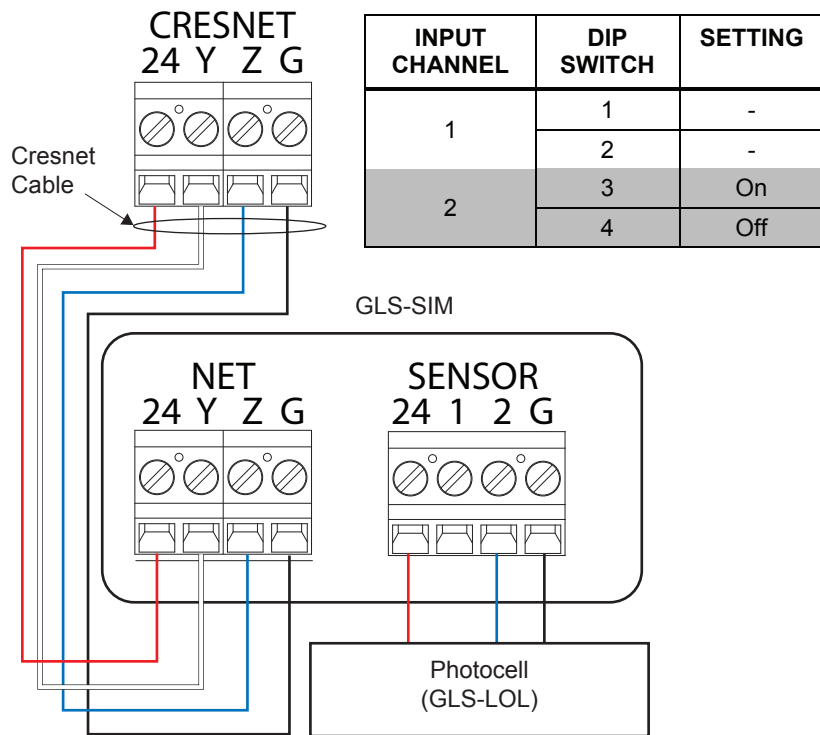 CRESNET
24 Y Z G
Cresnet
Cable
INPUT CHANNEL DIP SWITCH SETTING
1 1 -
2 -
2 3 On
4 Off
GLS-SIM
NET
24 Y Z G
SENSOR
24 1 2 G
Photocell
(GLS-LOL)